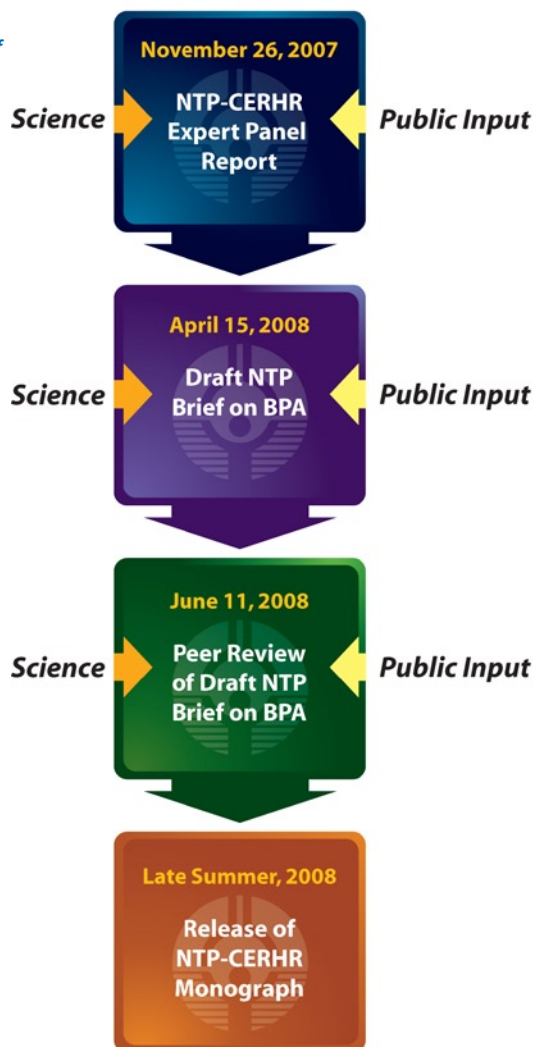 November 26, 2007
NTP-CERHR
Expert Panel
Report
Science
Public Input
April 15, 2008
Draft NTP
Brief on BPA
Science
Public Input
June 11, 2008
Peer Review
of Draft NTP
Brief on BPA
Science
Public Input
Late Summer, 2008
Release of
NTP-CERHR
Monograph